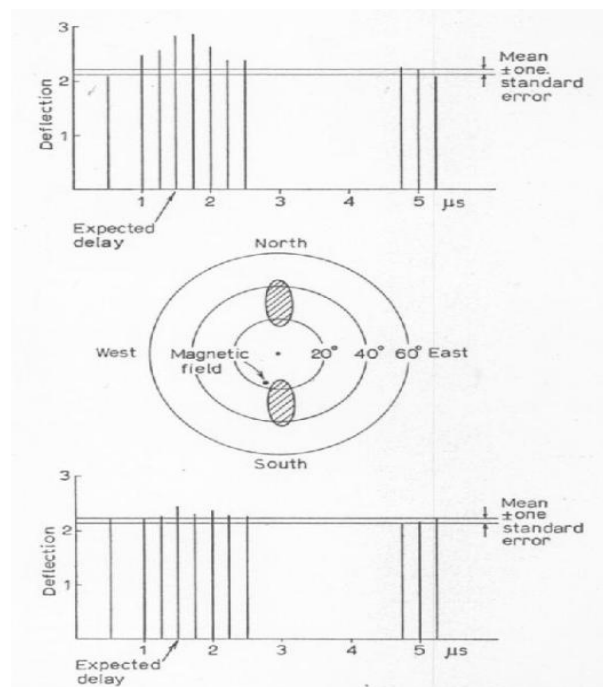 3
2
1
Deflection
Mean
± one.
standard
error
1
2
3
4
5
μs
Expected
delay
North
West
Magnetic
field
20°
40°
60°
East
South
3
2
1
Deflection
Mean
± one
standard
error
1
2
3
4
5
μs
Expected
delay